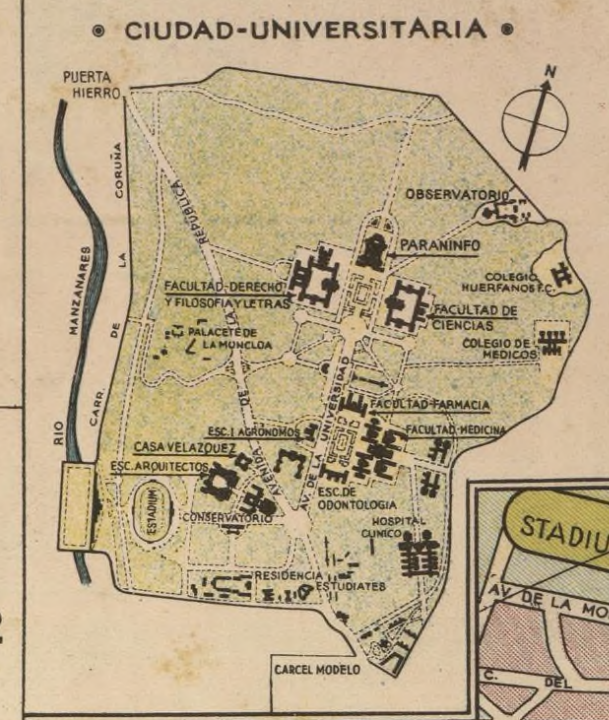 CIUDAD-UNIVERSITARIA
PUERTA
HIERRO
N
CARR. DE LA CORUÑA
RIO MANZANARES
AVENIDA DE LA REPUBLICA
OBSERVATORIO
PARANINFO
COLEGIO
HUERFANOS F.C.
FACULTAD-DERECHO
Y FILOSOFIA Y LETRAS
FACULTAD DE
CIENCIAS
PALACETE DE
LA MONCLOA
COLEGIO DE
MEDICOS
AV. DE LA UNIVERSIDAD
FACULTAD-FARMACIA
ESC. I. AGRONOMOS
FACULTAD-MEDICINA
CASA VELAZQUEZ
ESC. ARQUITECTOS
ESTADIUM
ESC. DE
ODONTOLOGIA
CONSERVATORIO
HOSPITAL
CLINICO
RESIDENCIA
ESTUDIATES
CARCEL MODELO
STADIU
AV. DE LA MO
C. DEL